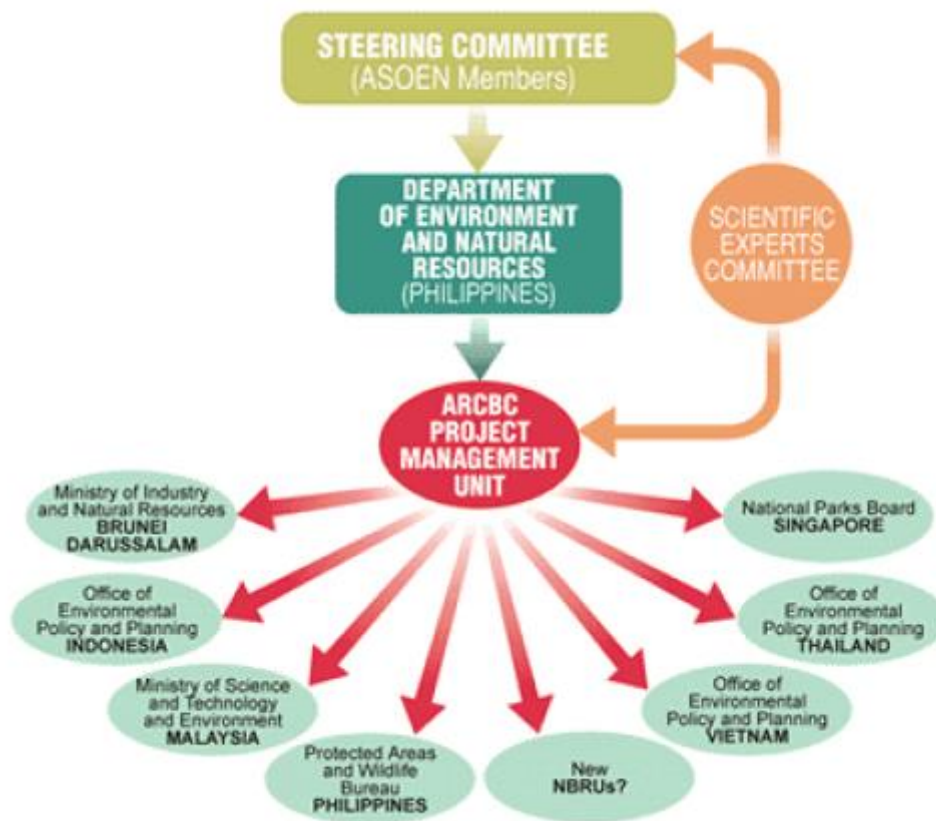 STEERING COMMITTEE
(ASOEN Members)
DEPARTMENT
OF ENVIRONMENT
AND NATURAL
RESOURCES
(PHILIPPINES)
SCIENTIFIC
EXPERTS
COMMITTEE
ARCBC
PROJECT
MANAGEMENT
UNIT
Ministry of Industry
and Natural Resources
BRUNEI
DARUSSALAM
National Parks Board
SINGAPORE
Office of
Environmental
Policy and Planning
INDONESIA
Office of
Environmental
Policy and Planning
THAILAND
Ministry of Science
and Technology
and Environment
MALAYSIA
Office of
Environmental
Policy and Planning
VIETNAM
Protected Areas
and Wildlife
Bureau
PHILIPPINES
New
NBRUs?